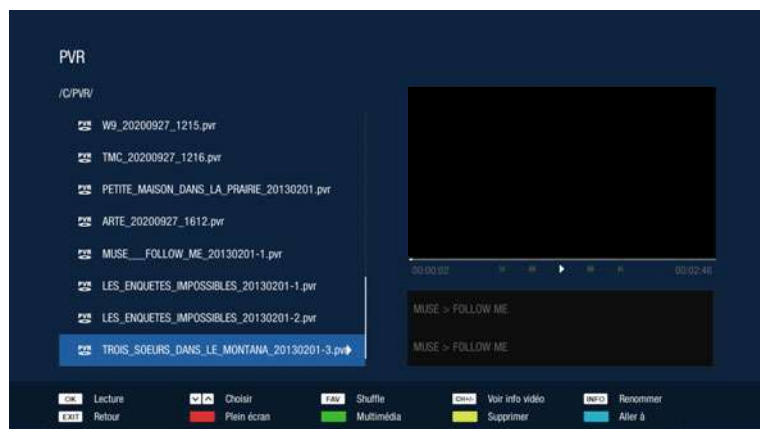 PVR
/C/PVR/
W9_20200927_1215.pvr
TMC_20200927_1216.pvr
PETITE_MAISON_DANS_LA_PRAIRIE_20130201.pvr
ARTE_20200927_1612.pvr
MUSE___FOLLOW_ME_20130201-1.pvr
LES_ENQUETES_IMPOSSIBLES_20130201-1.pvr
LES_ENQUETES_IMPOSSIBLES_20130201-2.pvr
TROIS_SOEURS_DANS_LE_MONTANA_20130201-3.pvr
00:00:02 00:02:46
MUSE > FOLLOW ME
MUSE > FOLLOW ME
OK Lecture Choisir FAV Shuffle CH+/- Voir info vidéo INFO Renommer
EXIT Retour Plein écran Multimédia Supprimer Aller à